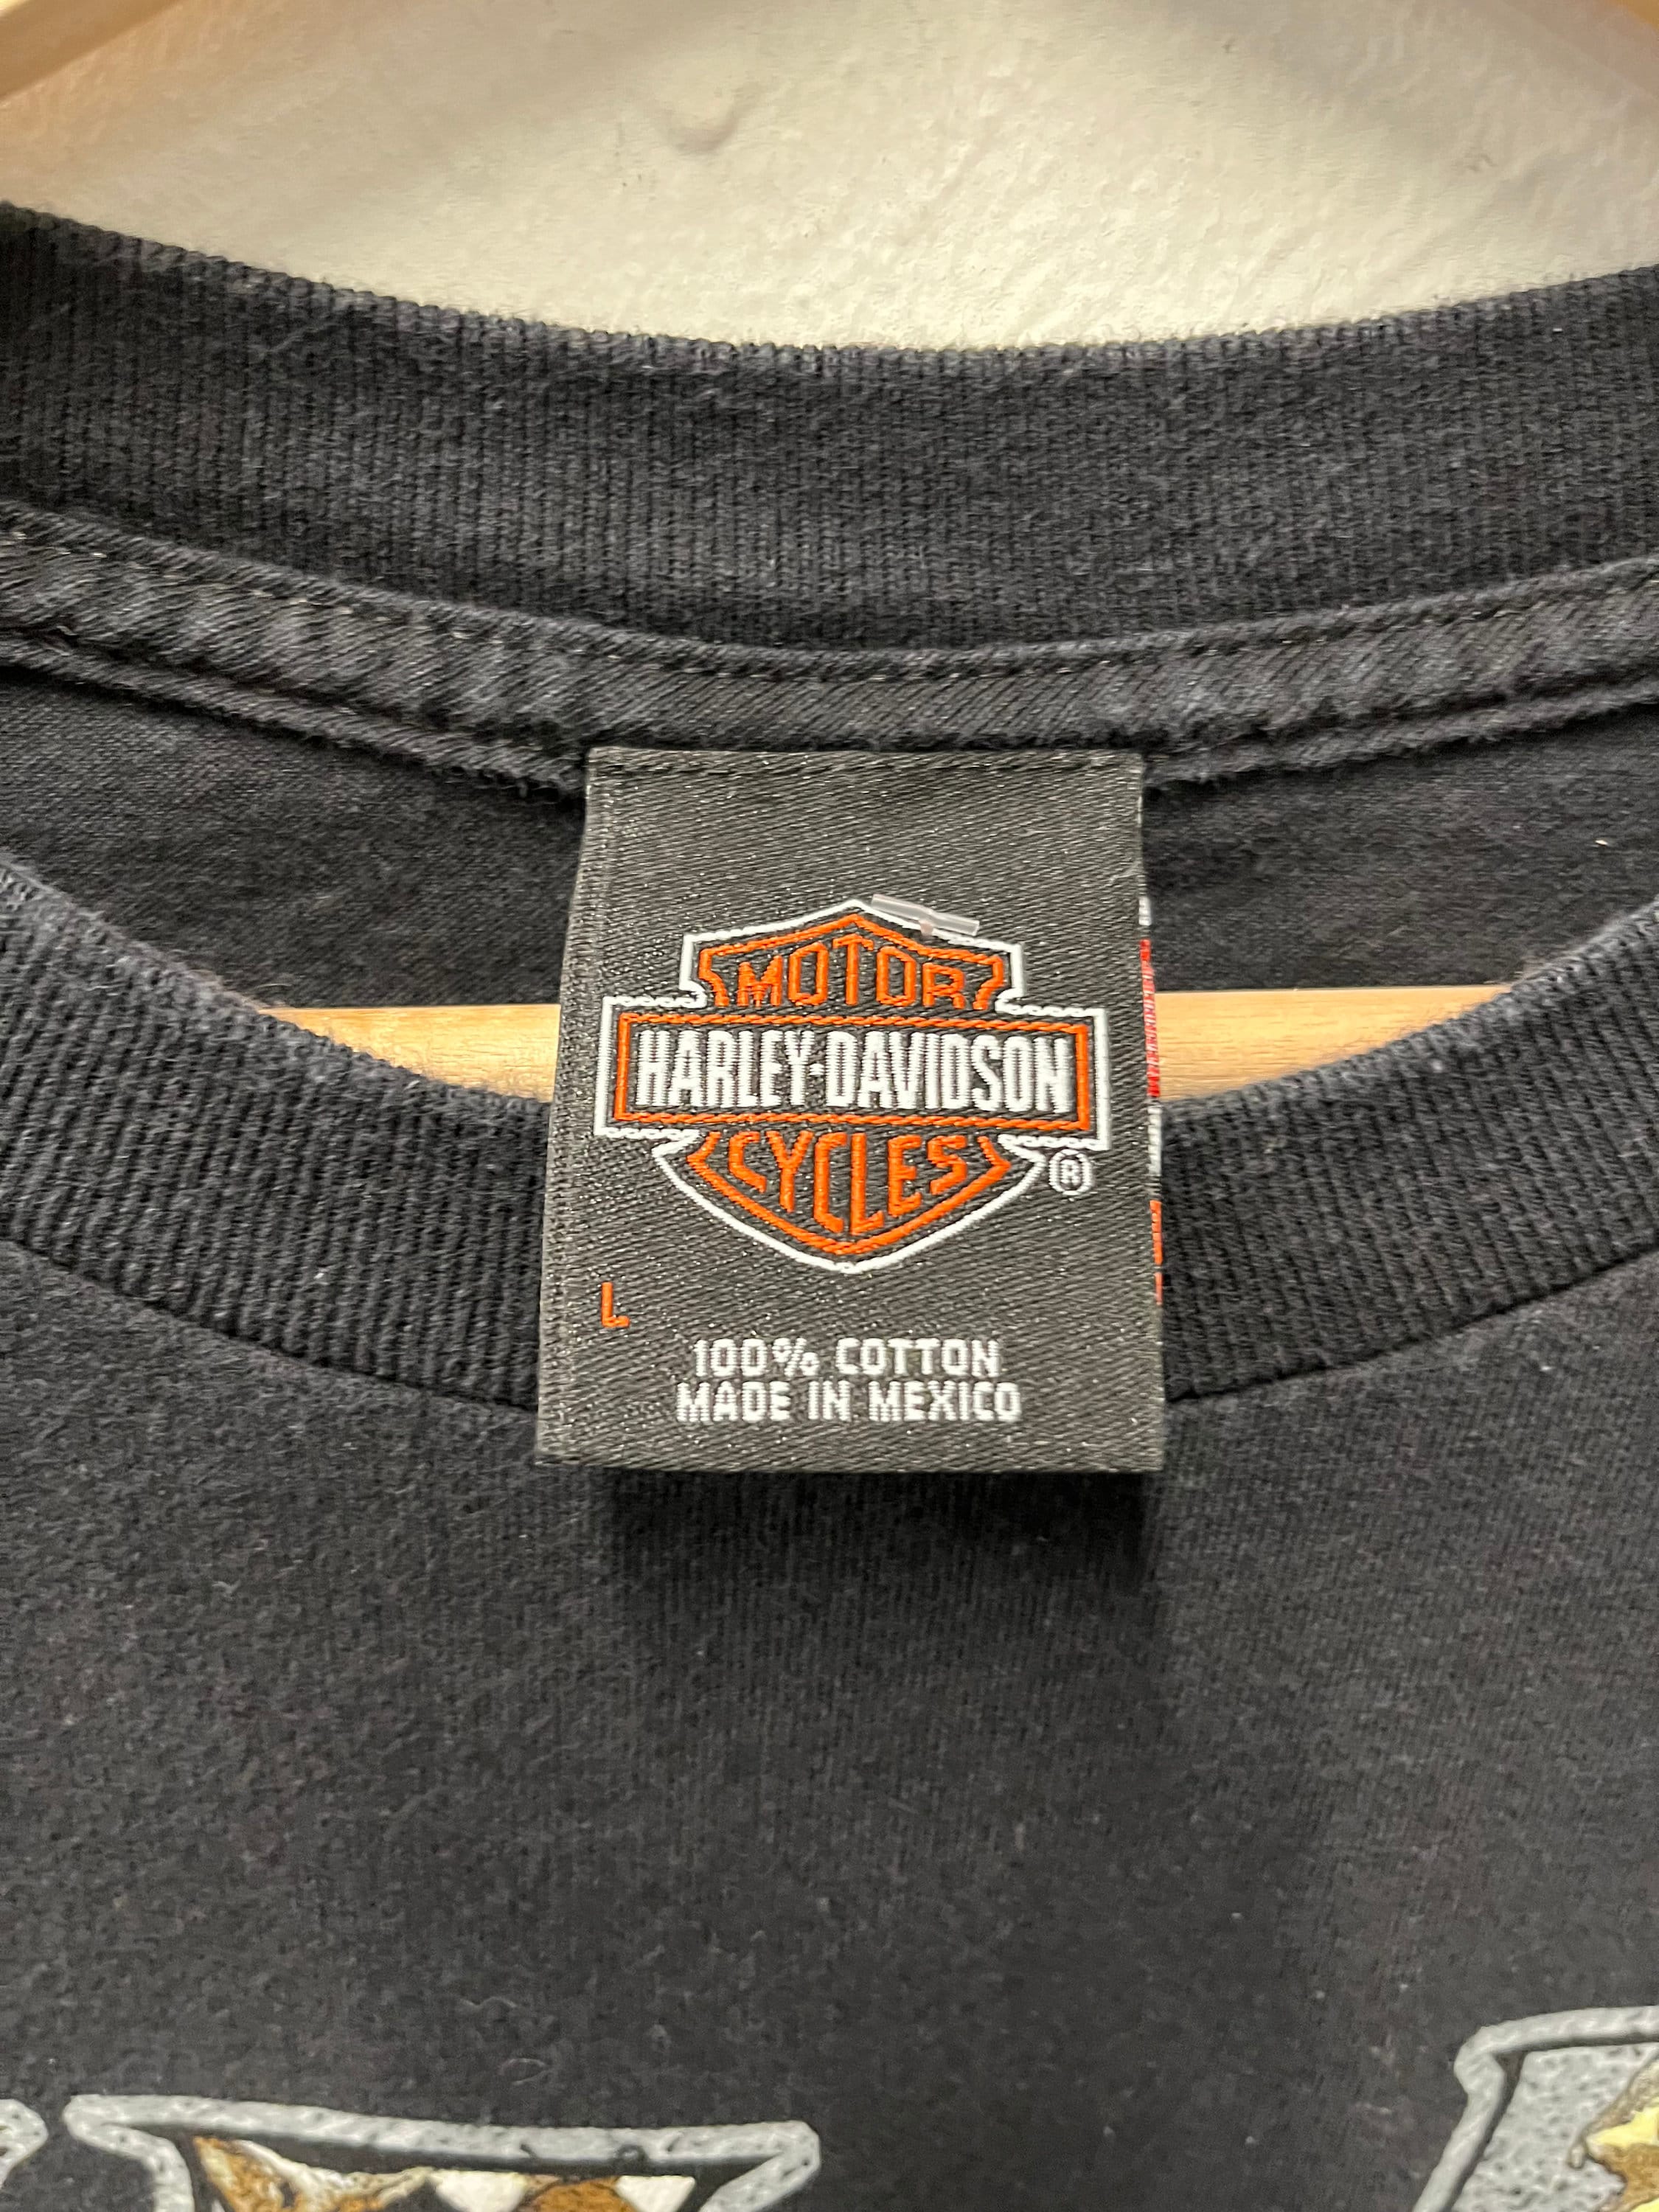 MOTOR
HARLEY-DAVIDSON
CYCLES
®
L
100% COTTON
MADE IN MEXICO